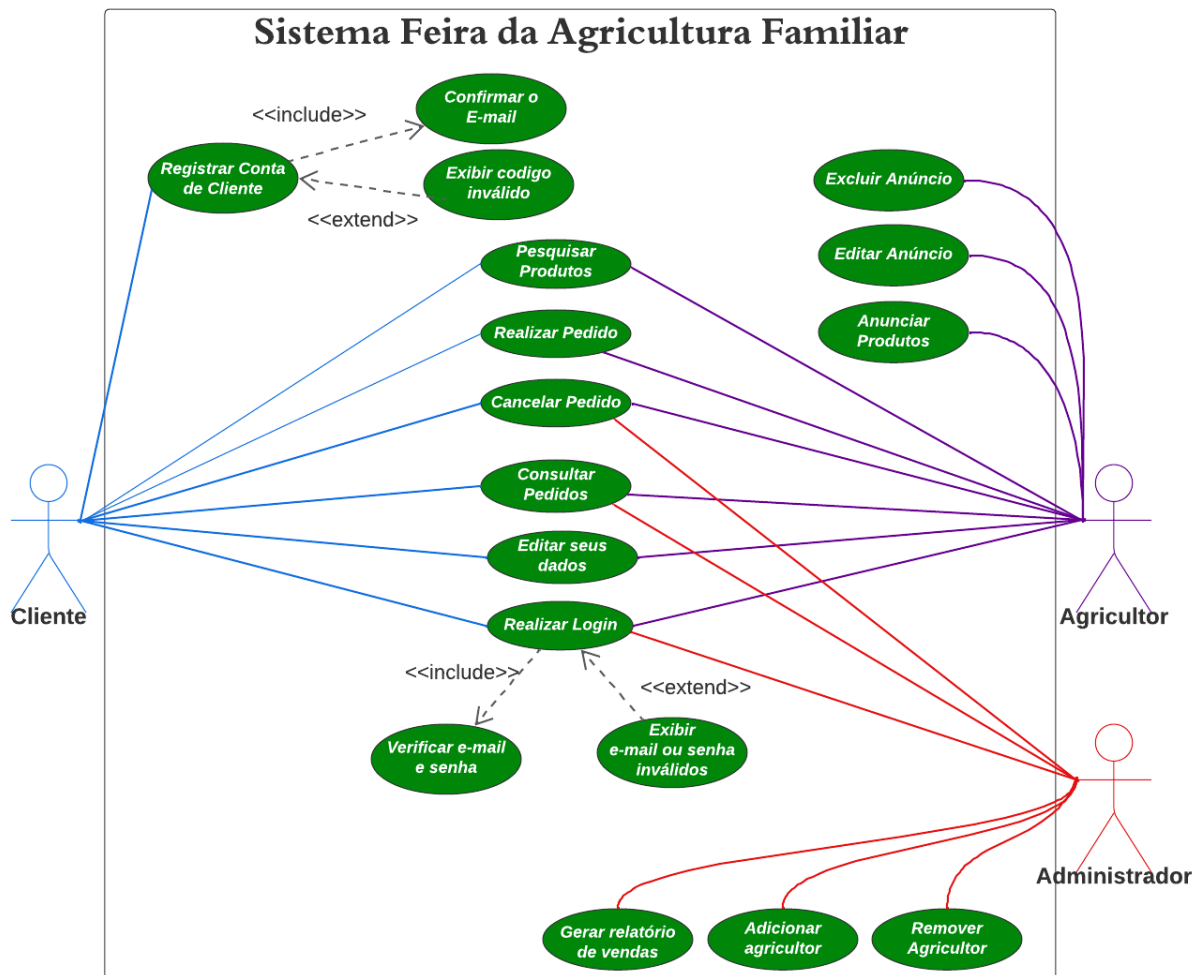 Sistema Feira da Agricultura Familiar
<<include>>
Confirmar o
E-mail
Registrar Conta
de Cliente
Exibir codigo
inválido
<<extend>>
Excluir Anúncio
Editar Anúncio
Anunciar
Produtos
Pesquisar
Produtos
Realizar Pedido
Cancelar Pedido
Consultar
Pedidos
Editar seus
dados
Realizar Login
Cliente
Agricultor
<<include>>
<<extend>>
Verificar e-mail
e senha
Exibir
e-mail ou senha
inválidos
Administrador
Gerar relatório
de vendas
Adicionar
agricultor
Remover
Agricultor